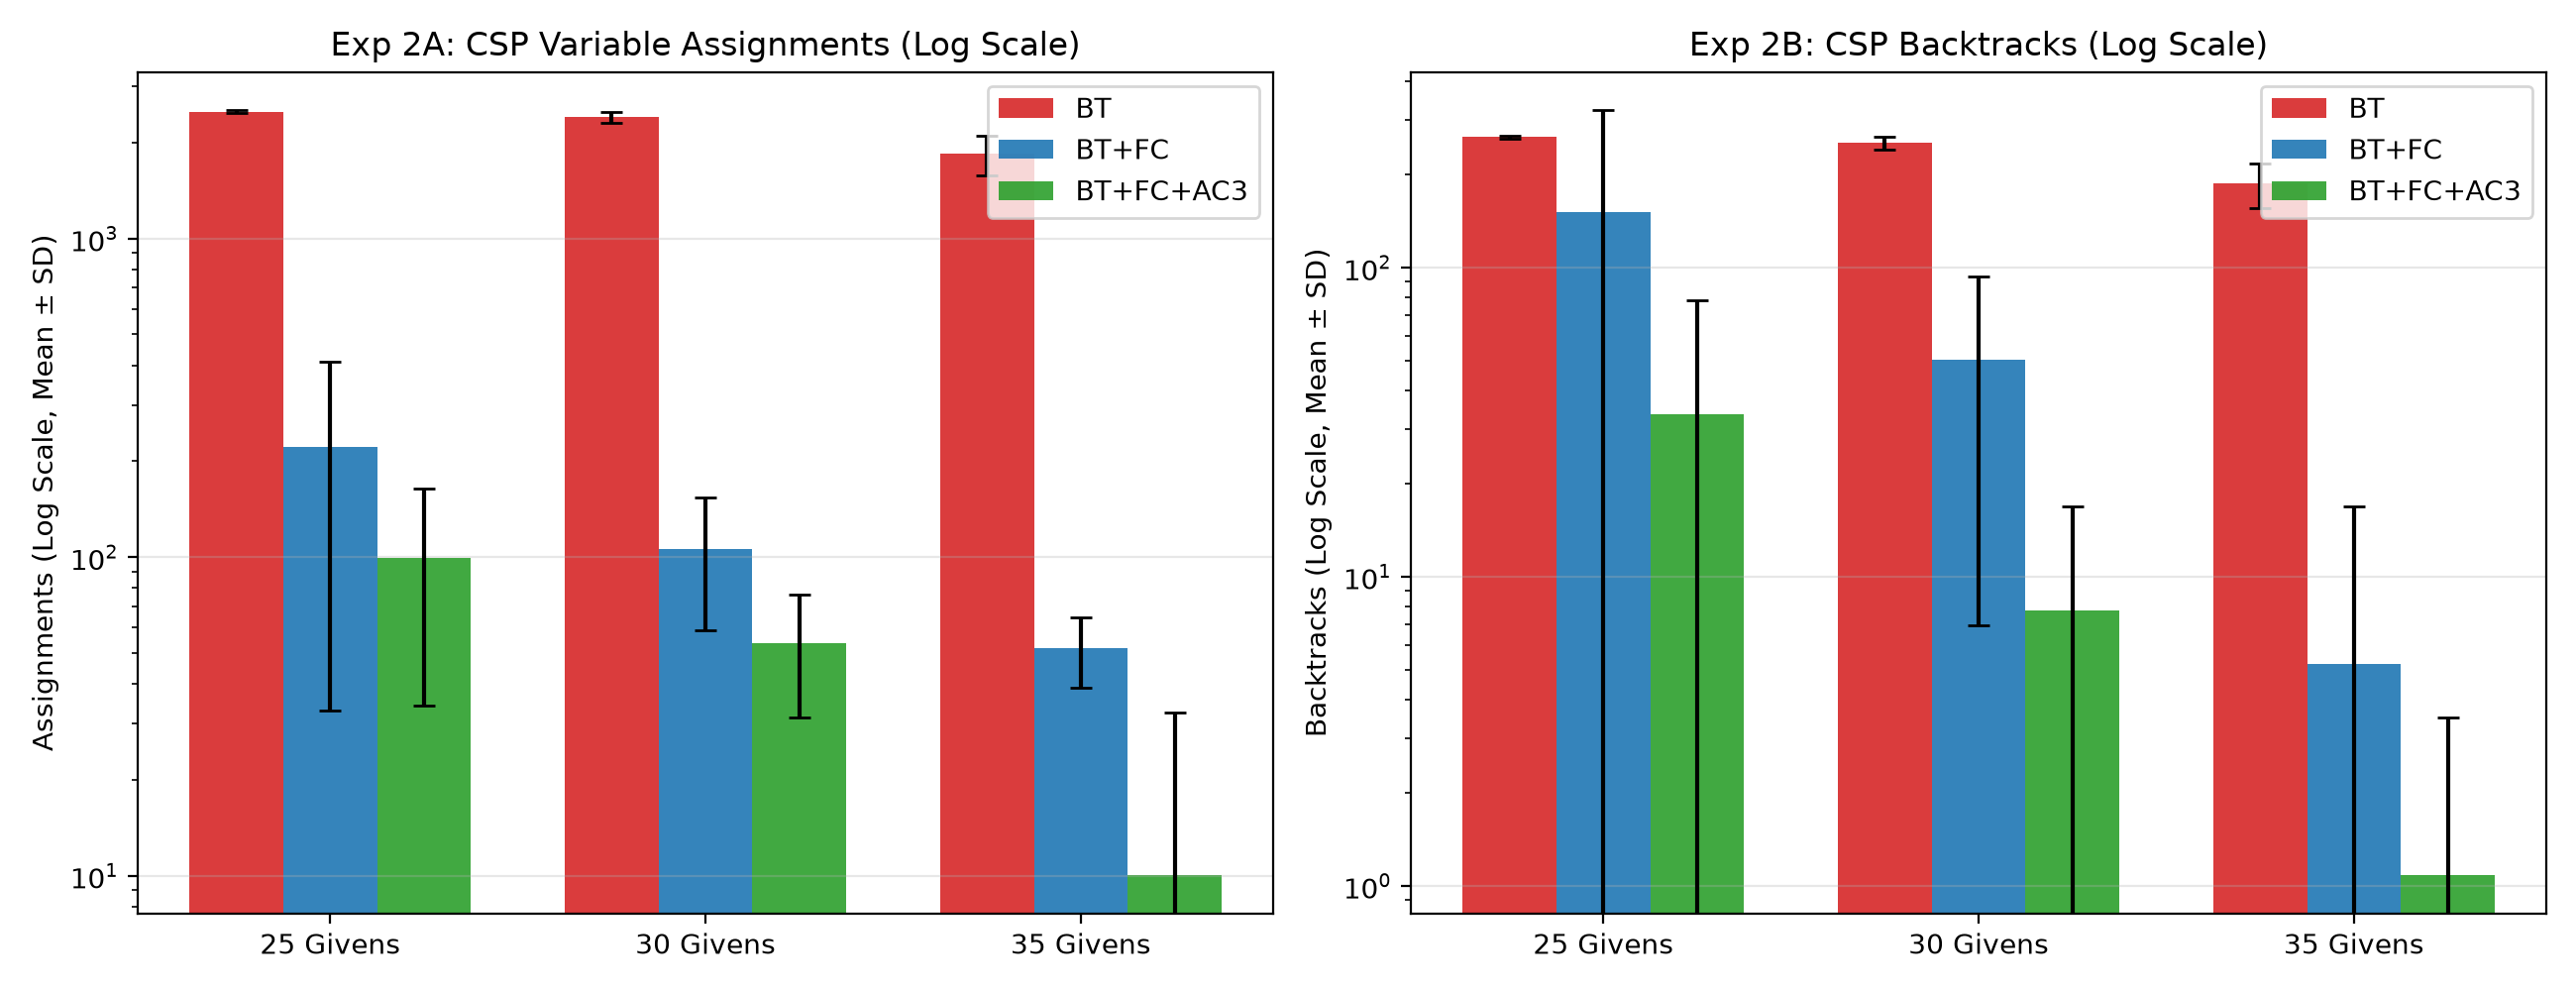 Exp 2A: CSP Variable Assignments (Log Scale)
Assignments (Log Scale, Mean ± SD)
10³
10²
10¹
BT
BT+FC
BT+FC+AC3
25 Givens
30 Givens
35 Givens
Exp 2B: CSP Backtracks (Log Scale)
Backtracks (Log Scale, Mean ± SD)
10²
10¹
10⁰
BT
BT+FC
BT+FC+AC3
25 Givens
30 Givens
35 Givens